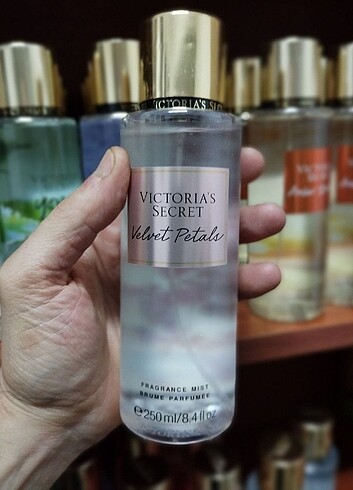 VICTORIA'S SECRET
VICTORIA'S
SECRET
Velvet Petals
FRAGRANCE MIST
BRUME PARFUMÉE
℮250 ml/8.4 fl oz